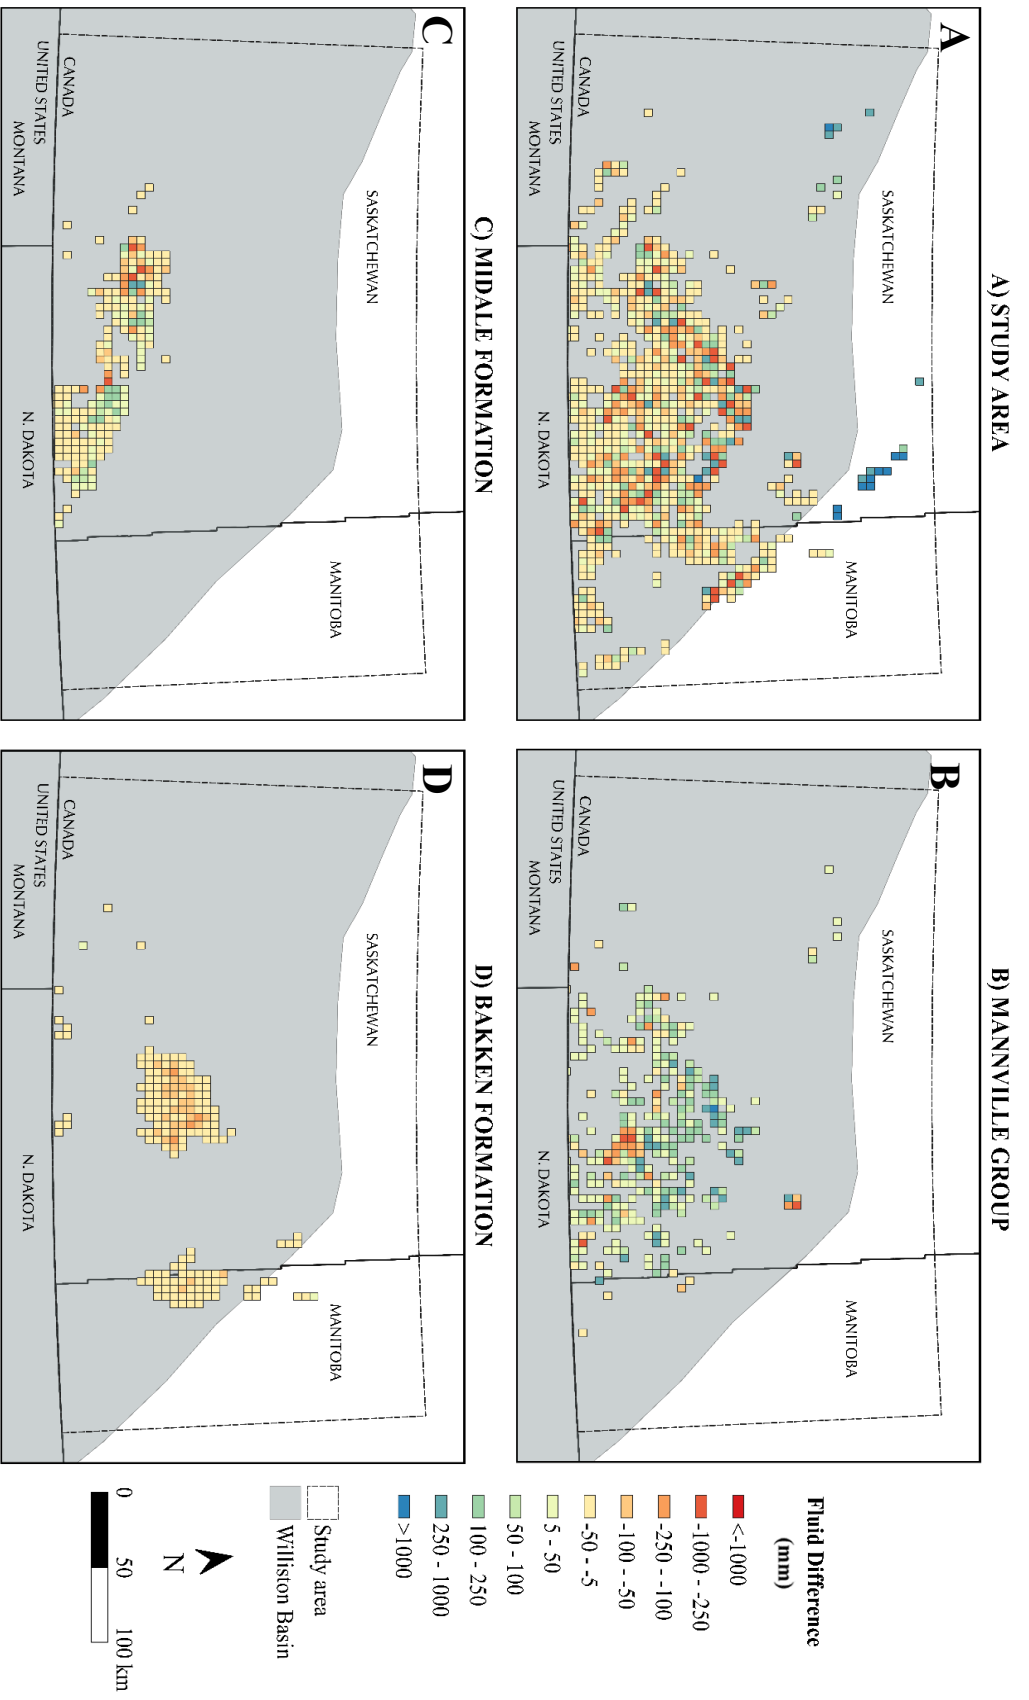 A) STUDY AREA
A
SASKATCHEWAN
MANITOBA
CANADA
UNITED STATES
MONTANA
N. DAKOTA
B) MANNVILLE GROUP
B
SASKATCHEWAN
MANITOBA
CANADA
UNITED STATES
MONTANA
N. DAKOTA
C) MIDALE FORMATION
C
SASKATCHEWAN
MANITOBA
CANADA
UNITED STATES
MONTANA
N. DAKOTA
D) BAKKEN FORMATION
D
SASKATCHEWAN
MANITOBA
CANADA
UNITED STATES
MONTANA
N. DAKOTA
Fluid Difference
(mm)
<-1000
-1000 - -250
-250 - -100
-100 - -50
-50 - -5
5 - 50
50 - 100
100 - 250
250 - 1000
>1000
Study area
Williston Basin
N
0 50 100 km